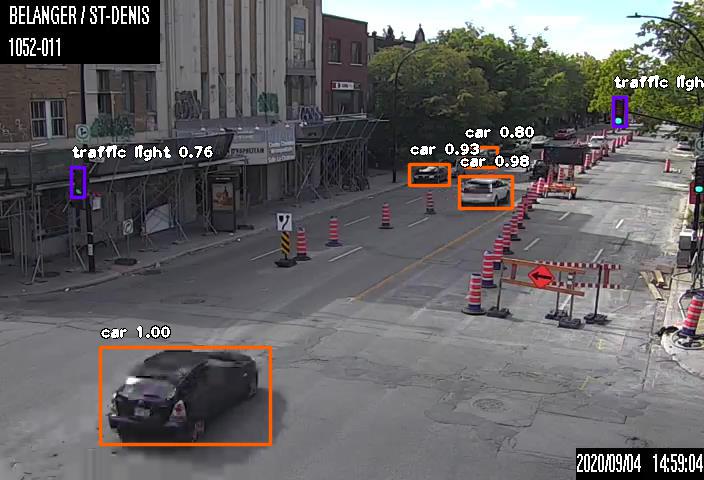 BELANGER / ST-DENIS
1052-011
traffic ligh
car 0.80
car 0.93
car 0.98
traffic light 0.76
car 1.00
2020/09/04 14:59:04